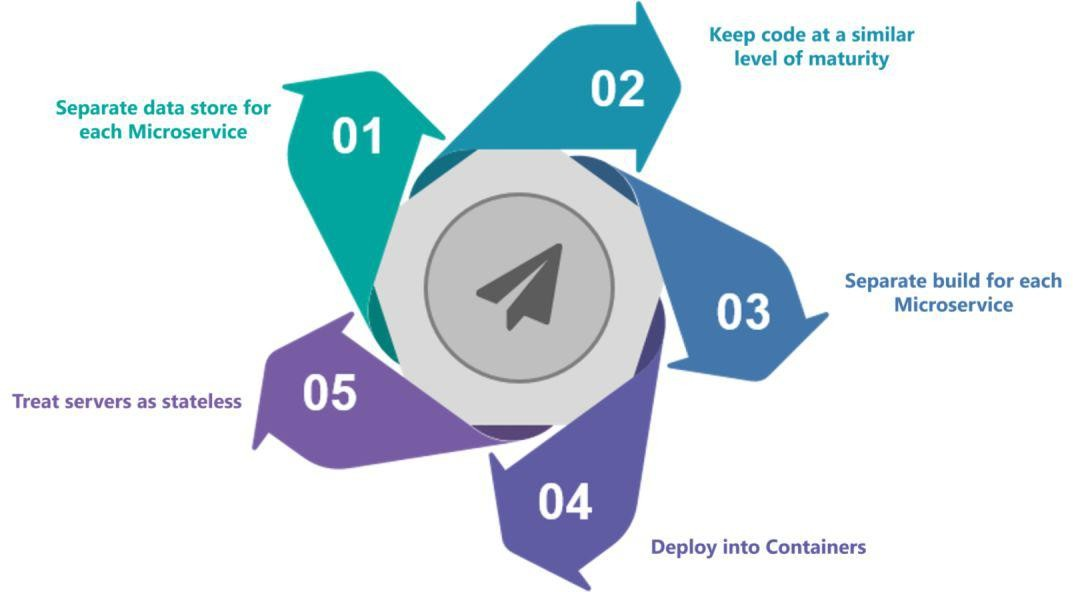 01
Separate data store for
each Microservice
02
Keep code at a similar
level of maturity
03
Separate build for each
Microservice
04
Deploy into Containers
05
Treat servers as stateless